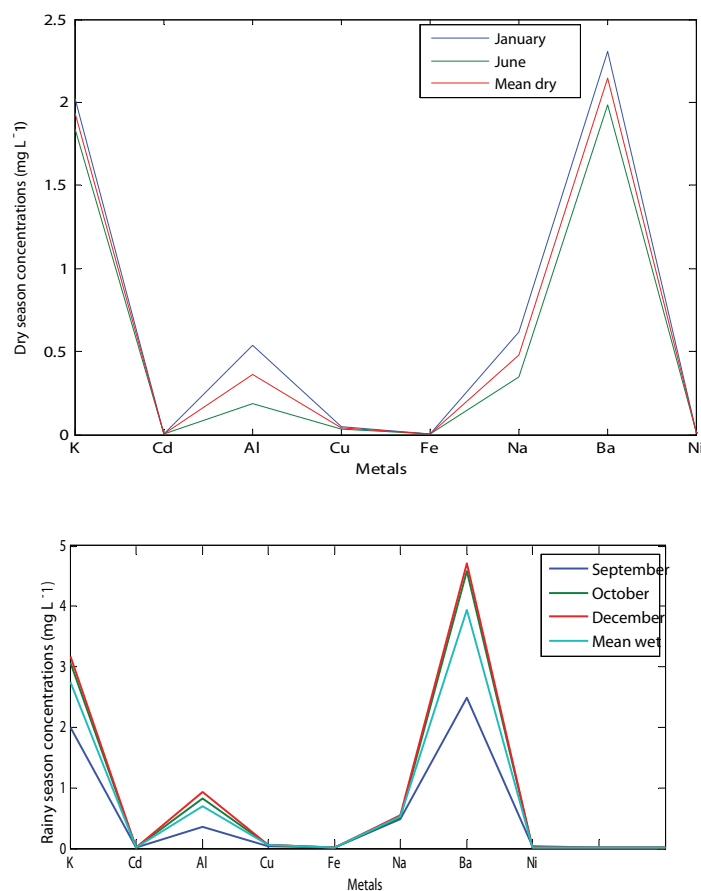 2.5
2
1.5
1
0.5
0
Dry season concentrations (mg L⁻1)
January
June
Mean dry
K Cd Al Cu Fe Na Ba Ni
Metals
5
4
3
2
1
0
Rainy season concentrations (mg L⁻1)
September
October
December
Mean wet
K Cd Al Cu Fe Na Ba Ni
Metals